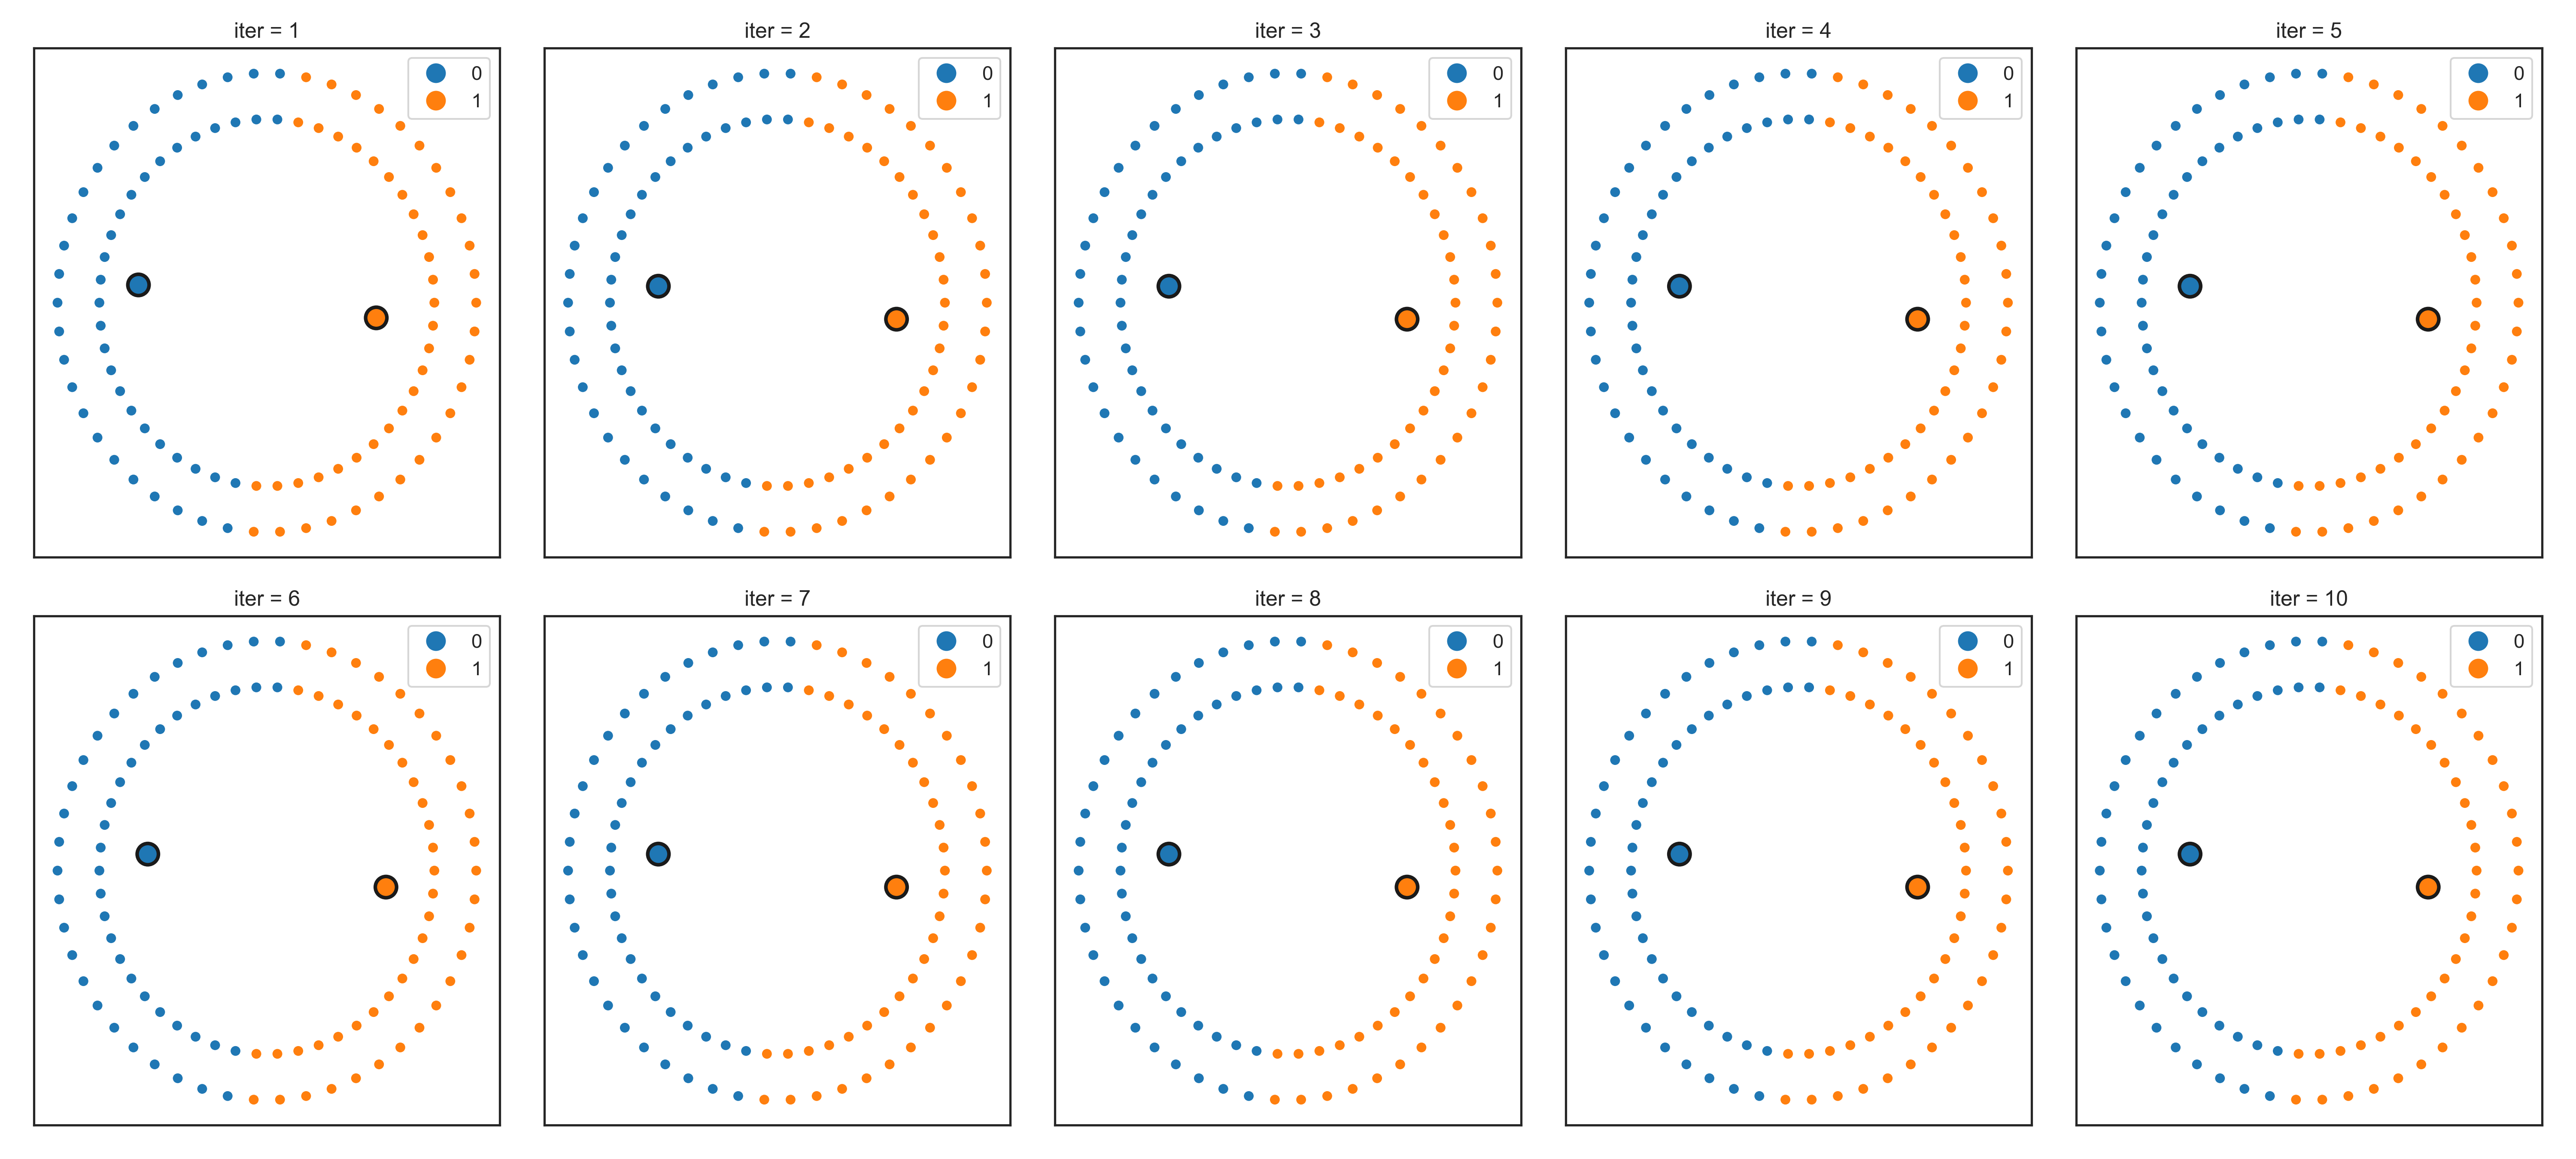 iter = 1
0
1
iter = 2
0
1
iter = 3
0
1
iter = 4
0
1
iter = 5
0
1
iter = 6
0
1
iter = 7
0
1
iter = 8
0
1
iter = 9
0
1
iter = 10
0
1